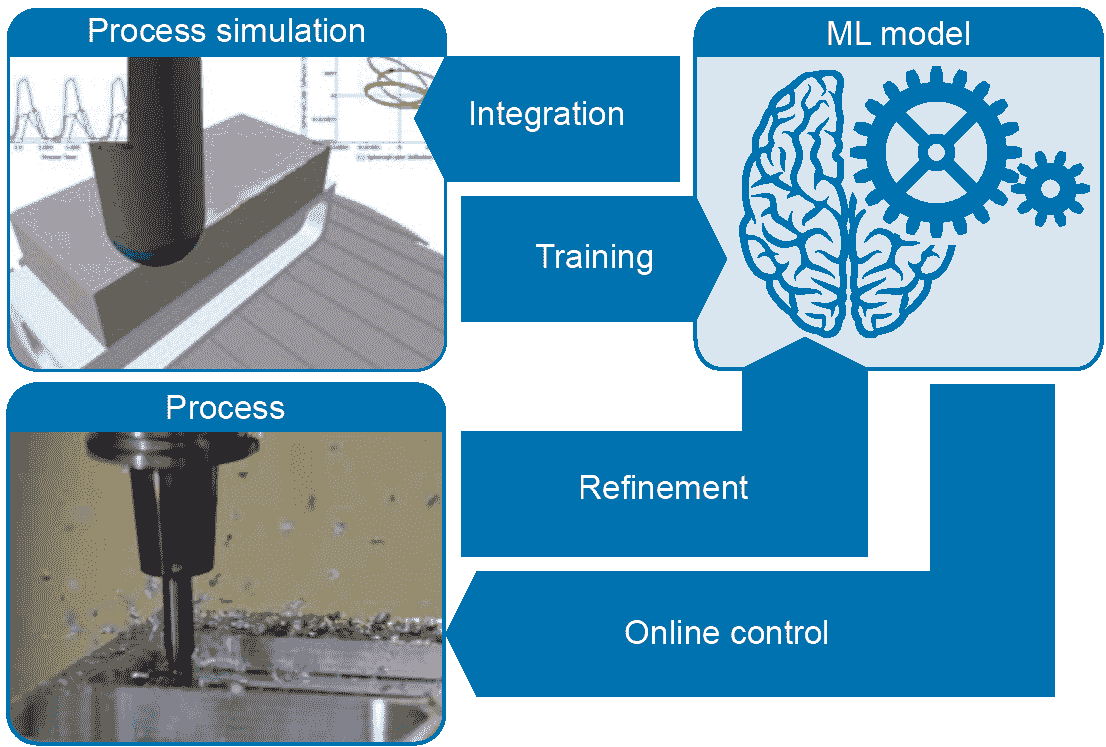 Process simulation
ML model
Integration
Training
Process
Refinement
Online control